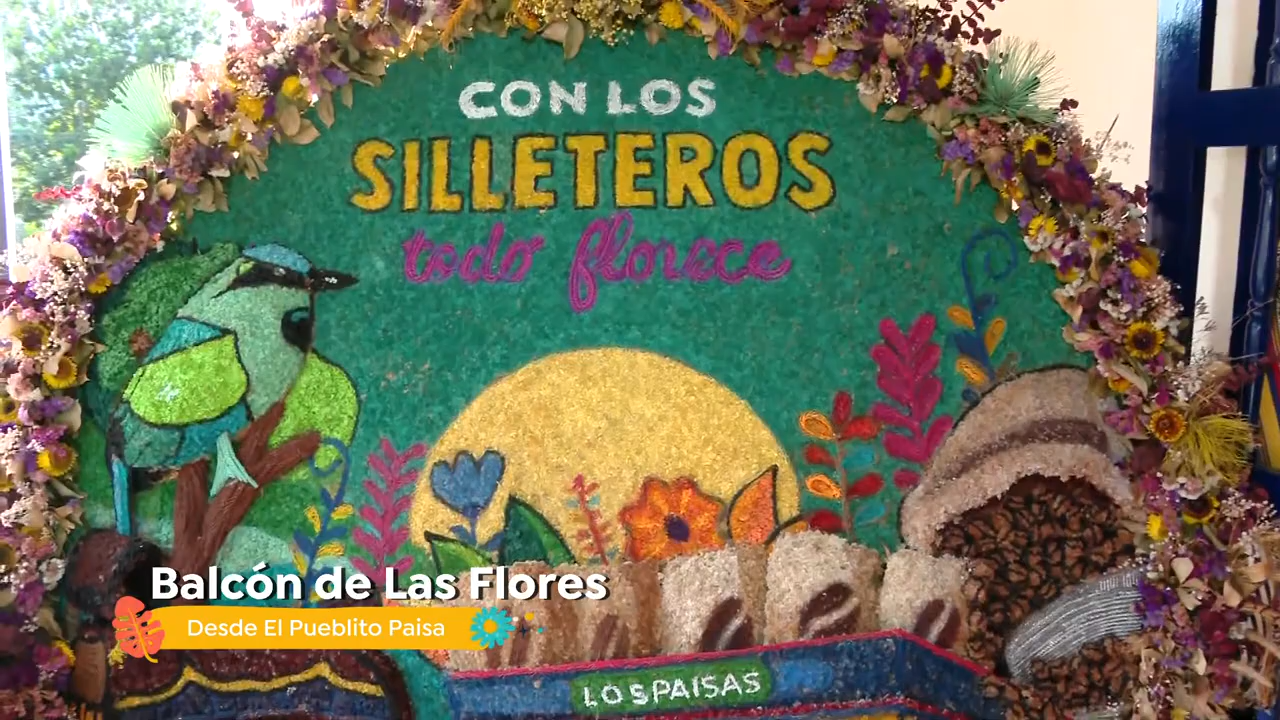 CON LOS
SILLETEROS
todo florece
Balcón de Las Flores
Desde El Pueblito Paisa
LOS PAISAS